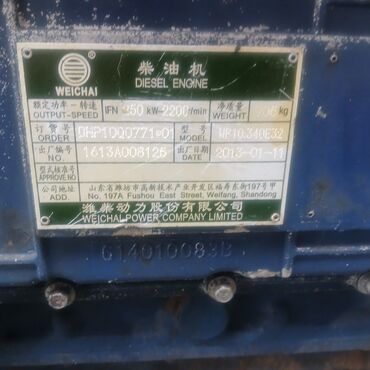 WEICHAI
柴油机
DIESEL ENGINE
额定功率-转速 IFN 250 kW-2200r/min 净质量 kg
OUTPUT-SPEED WEIGHT
订货号 DHP10Q0771*01 型号 WP10.340E32
ORDER MODEL
出厂编号 1613A008126 出厂日期 2013-01-11
NO. DATE
型式核准号
APPROVE NO
公司地址 山东省潍坊市高新技术产业开发区福寿东街197号甲
ADD. No. 197A Fushou East Street, Weifang, Shandong
潍柴动力股份有限公司
WEICHAI POWER COMPANY LIMITED
614010083B